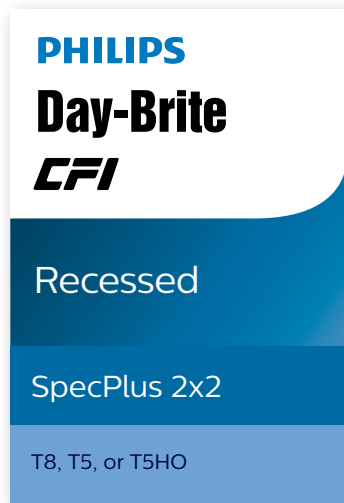 PHILIPS
Day-Brite
CFI
Recessed
SpecPlus 2x2
T8, T5, or T5HO